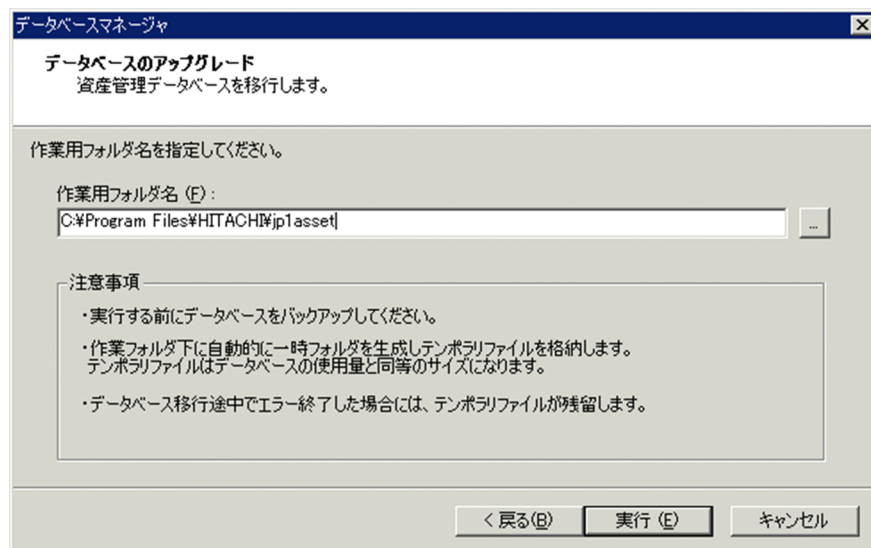 データベースマネージャ
データベースのアップグレード
資産管理データベースを移行します。
作業用フォルダ名を指定してください。
作業用フォルダ名 (F):
C:¥Program Files¥HITACHI¥jp1asset
...
注意事項
・実行する前にデータベースをバックアップしてください。
・作業フォルダ下に自動的に一時フォルダを生成しテンポラリファイルを格納します。
テンポラリファイルはデータベースの使用量と同等のサイズになります。
・データベース移行途中でエラー終了した場合には、テンポラリファイルが残留します。
< 戻る(B) 実行 (E) キャンセル